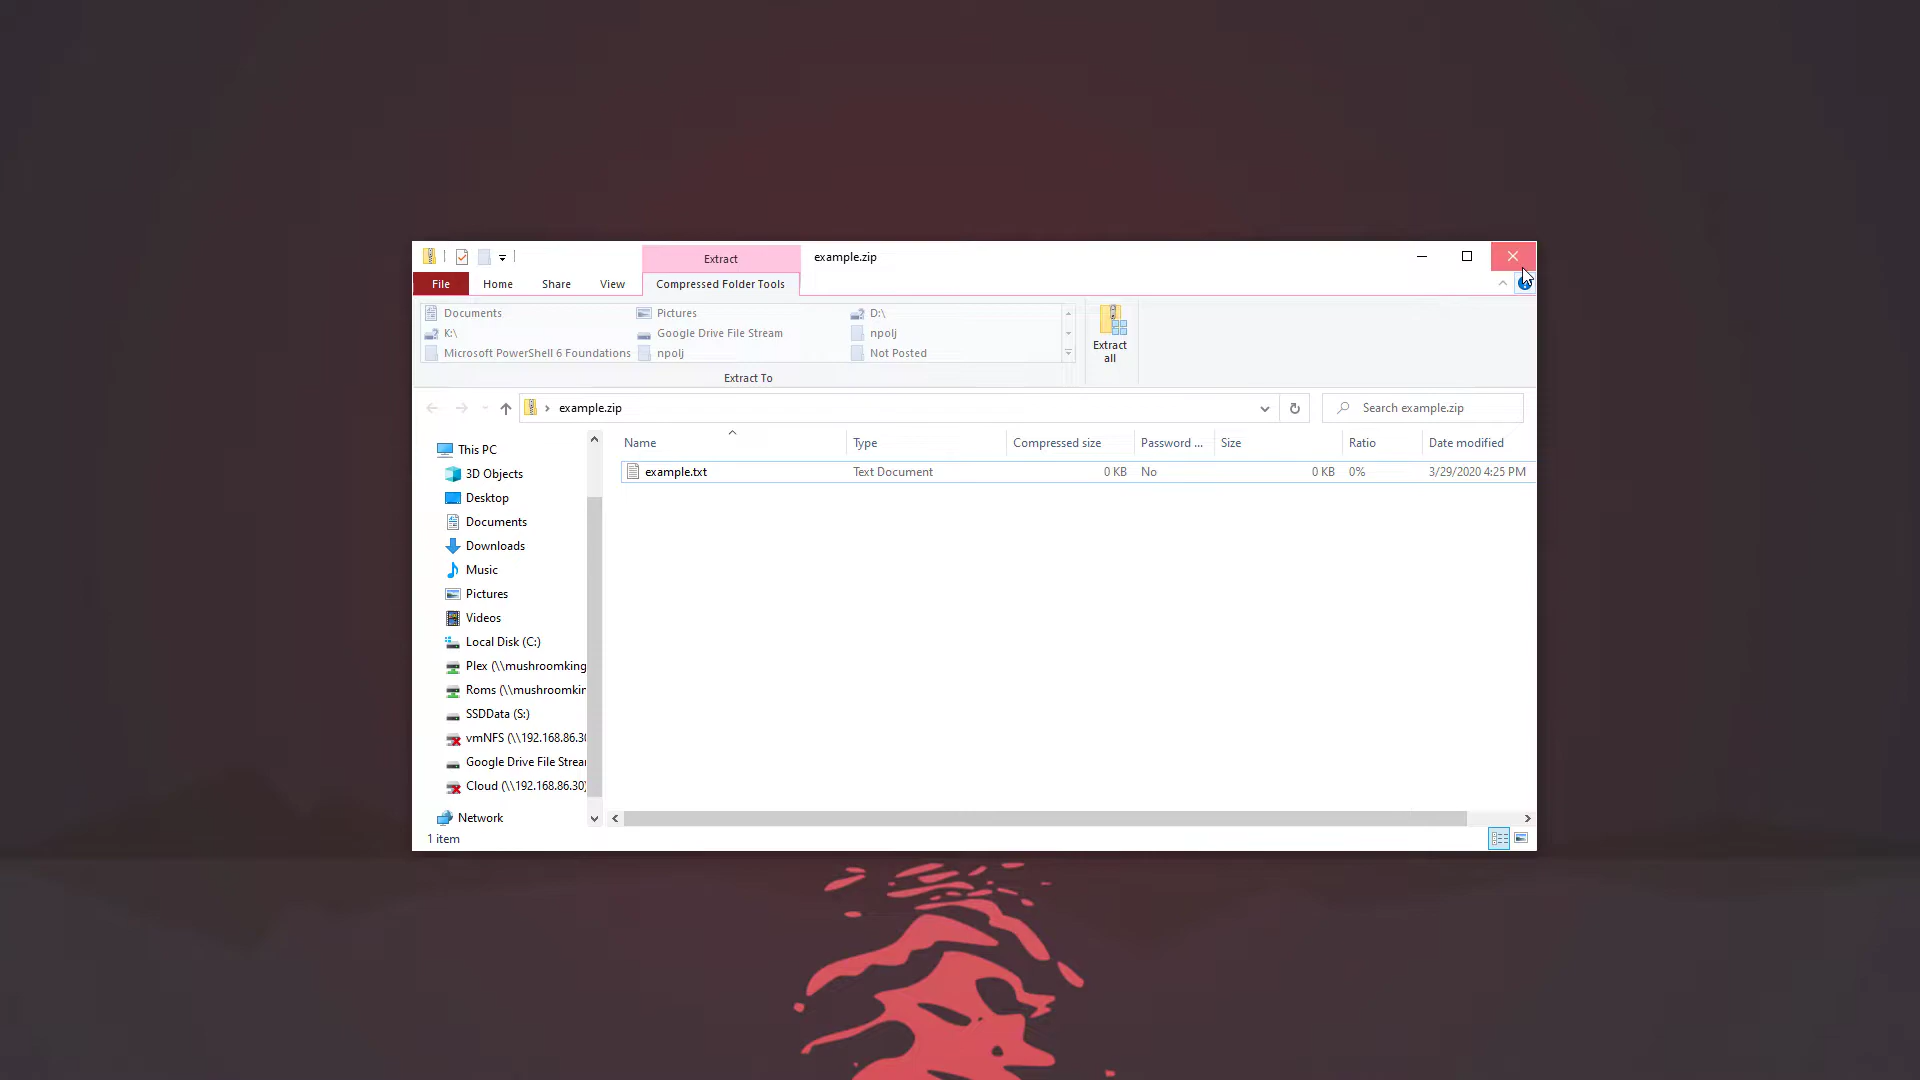 Extract
example.zip
File
Home
Share
View
Compressed Folder Tools
Documents
Pictures
D:\
K:\
Google Drive File Stream
npolj
Microsoft PowerShell 6 Foundations
npolj
Not Posted
Extract
all
Extract To
example.zip
Search example.zip
Name
Type
Compressed size
Password ...
Size
Ratio
Date modified
example.txt
Text Document
0 KB
No
0 KB
0%
3/29/2020 4:25 PM
This PC
3D Objects
Desktop
Documents
Downloads
Music
Pictures
Videos
Local Disk (C:)
Plex (\\mushroomking
Roms (\\mushroomkin
SSDData (S:)
vmNFS (\\192.168.86.30
Google Drive File Strea
Cloud (\\192.168.86.30)
Network
1 item